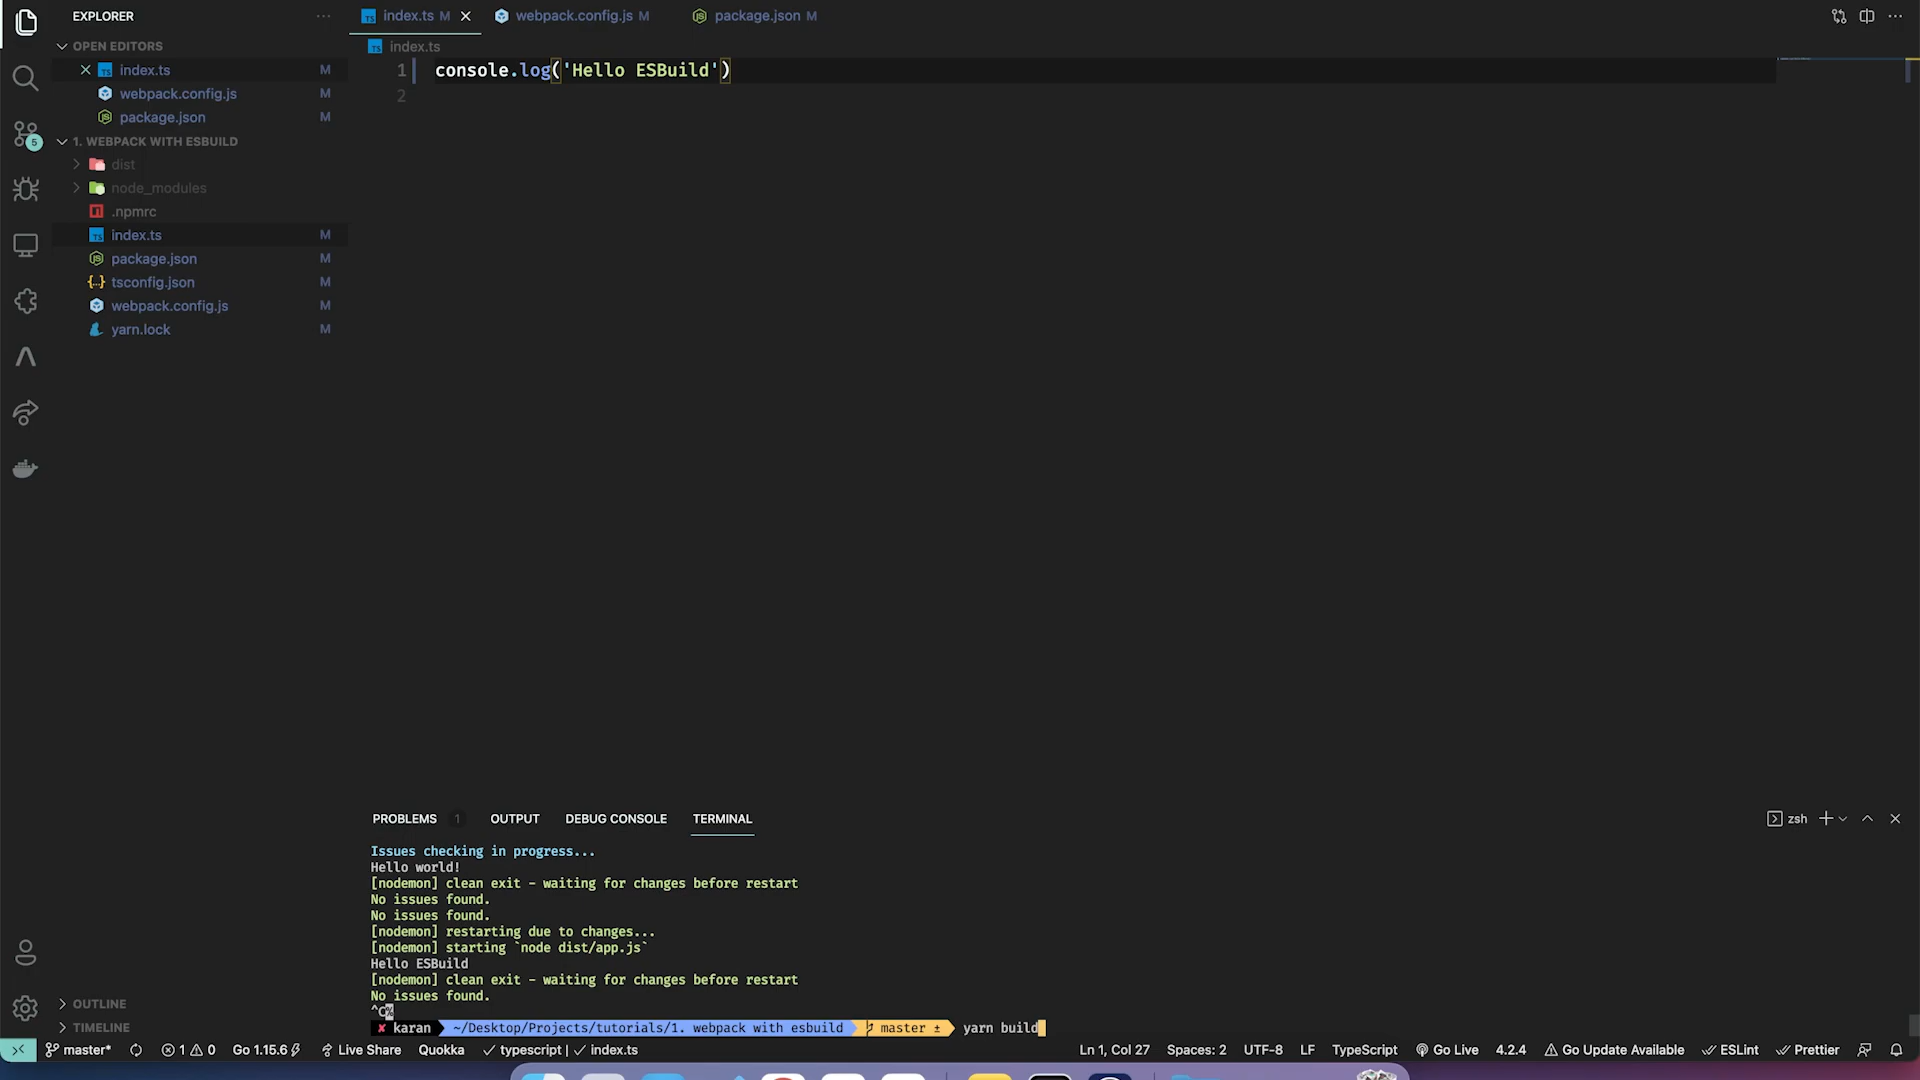 EXPLORER
OPEN EDITORS
index.ts M
webpack.config.js M
package.json M
5
1. WEBPACK WITH ESBUILD
dist
node_modules
.npmrc
index.ts M
package.json M
tsconfig.json M
webpack.config.js M
yarn.lock M
OUTLINE
TIMELINE
index.ts M
webpack.config.js M
package.json M
index.ts
1 console.log('Hello ESBuild')
2
PROBLEMS 1 OUTPUT DEBUG CONSOLE TERMINAL
zsh
Issues checking in progress...
Hello world!
[nodemon] clean exit - waiting for changes before restart
No issues found.
No issues found.
[nodemon] restarting due to changes...
[nodemon] starting `node dist/app.js`
Hello ESBuild
[nodemon] clean exit - waiting for changes before restart
No issues found.
^C%
✘ karan ~/Desktop/Projects/tutorials/1. webpack with esbuild master ± yarn build
master* 1 0 Go 1.15.6 Live Share Quokka typescript | index.ts Ln 1, Col 27 Spaces: 2 UTF-8 LF TypeScript Go Live 4.2.4 Go Update Available ESLint Prettier